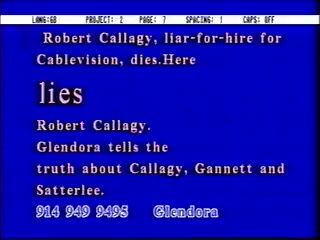 LANG:GB PROJECT: 2 PAGE: 7 SPACING: 1 CAPS: OFF
Robert Callagy, liar-for-hire for
Cablevision, dies.Here
lies
Robert Callagy.
Glendora tells the
truth about Callagy, Gannett and
Satterlee.
914 949 9495 Glendora